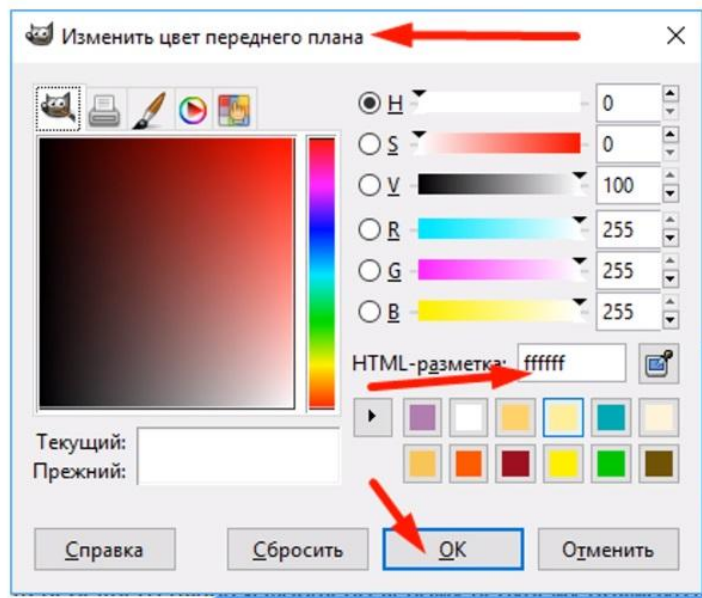 Изменить цвет переднего плана
H 0
S 0
V 100
R 255
G 255
B 255
HTML-разметка: ffffff
Текущий:
Прежний:
Справка Сбросить OK Отменить